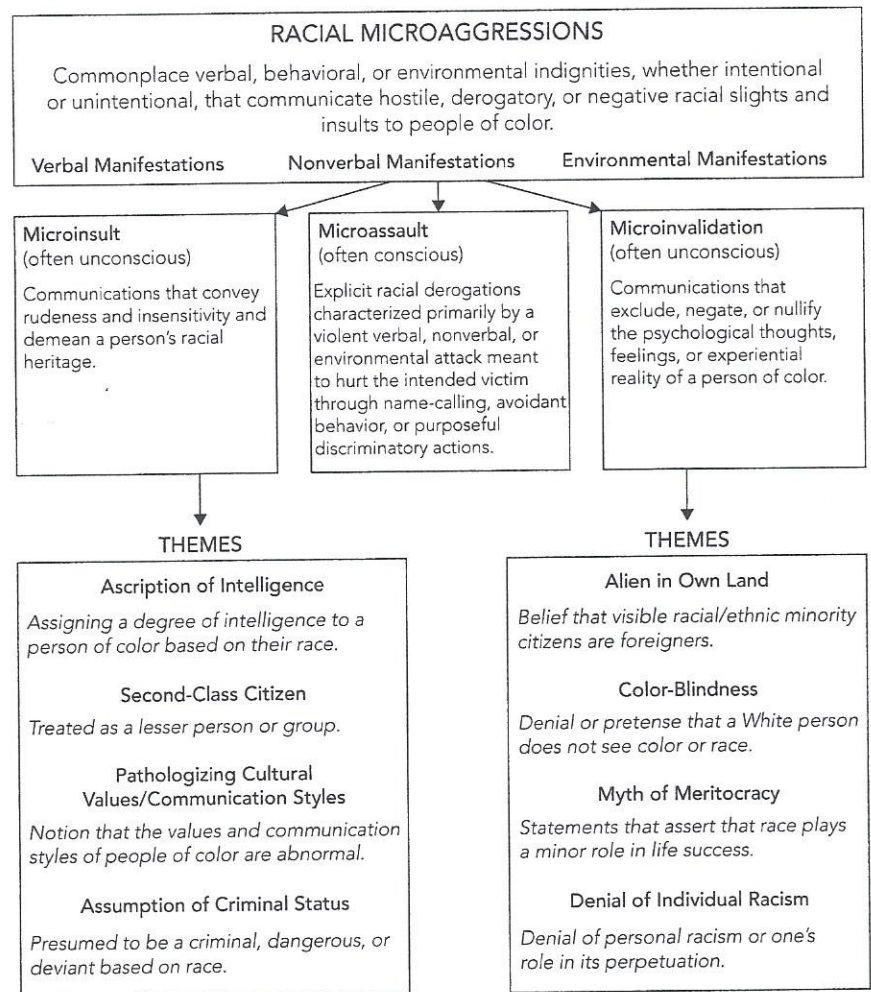 RACIAL MICROAGGRESSIONS
Commonplace verbal, behavioral, or environmental indignities, whether intentional
or unintentional, that communicate hostile, derogatory, or negative racial slights and
insults to people of color.
Verbal Manifestations
Nonverbal Manifestations
Environmental Manifestations
Microinsult
(often unconscious)
Communications that convey
rudeness and insensitivity and
demean a person's racial
heritage.
Microassault
(often conscious)
Explicit racial derogations
characterized primarily by a
violent verbal, nonverbal, or
environmental attack meant
to hurt the intended victim
through name-calling, avoidant
behavior, or purposeful
discriminatory actions.
Microinvalidation
(often unconscious)
Communications that
exclude, negate, or nullify
the psychological thoughts,
feelings, or experiential
reality of a person of color.
THEMES
Ascription of Intelligence
Assigning a degree of intelligence to a
person of color based on their race.
Second-Class Citizen
Treated as a lesser person or group.
Pathologizing Cultural
Values/Communication Styles
Notion that the values and communication
styles of people of color are abnormal.
Assumption of Criminal Status
Presumed to be a criminal, dangerous, or
deviant based on race.
THEMES
Alien in Own Land
Belief that visible racial/ethnic minority
citizens are foreigners.
Color-Blindness
Denial or pretense that a White person
does not see color or race.
Myth of Meritocracy
Statements that assert that race plays
a minor role in life success.
Denial of Individual Racism
Denial of personal racism or one's
role in its perpetuation.